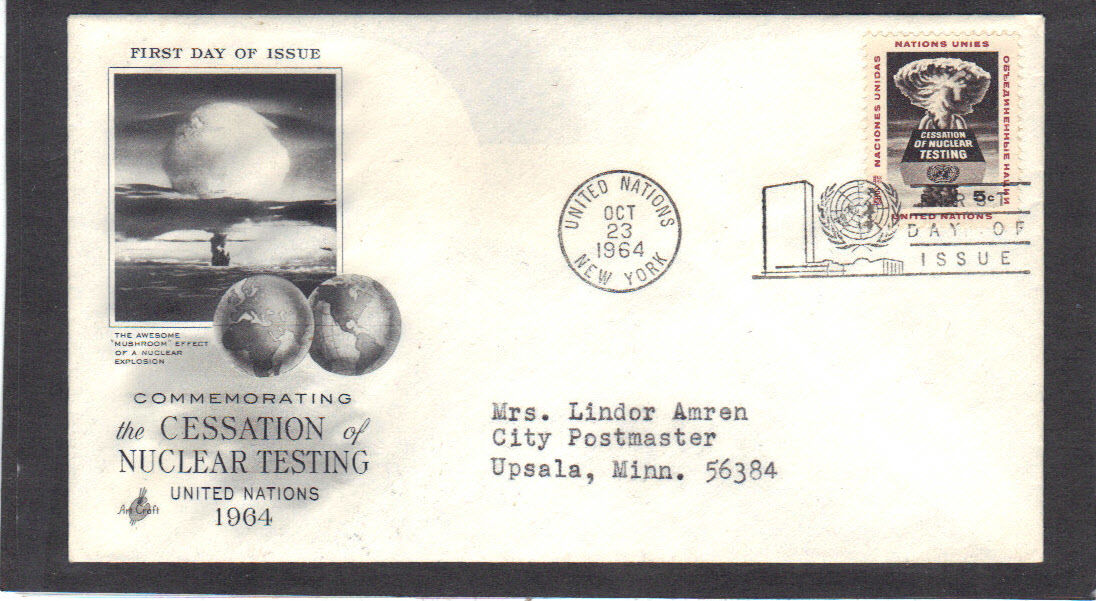 FIRST DAY OF ISSUE
THE AWESOME
"MUSHROOM" EFFECT
OF A NUCLEAR
EXPLOSION
COMMEMORATING
the CESSATION of
NUCLEAR TESTING
UNITED NATIONS
1964
Art Craft
UNITED NATIONS
OCT
23
1964
NEW YORK
NATIONS UNIES
NACIONES UNIDAS
ОБЪЕДИНЕННЫЕ НАЦИИ
CESSATION
OF NUCLEAR
TESTING
5c
UNITED NATIONS
FIRST
DAY OF
ISSUE
Mrs. Lindor Amren
City Postmaster
Upsala, Minn. 56384